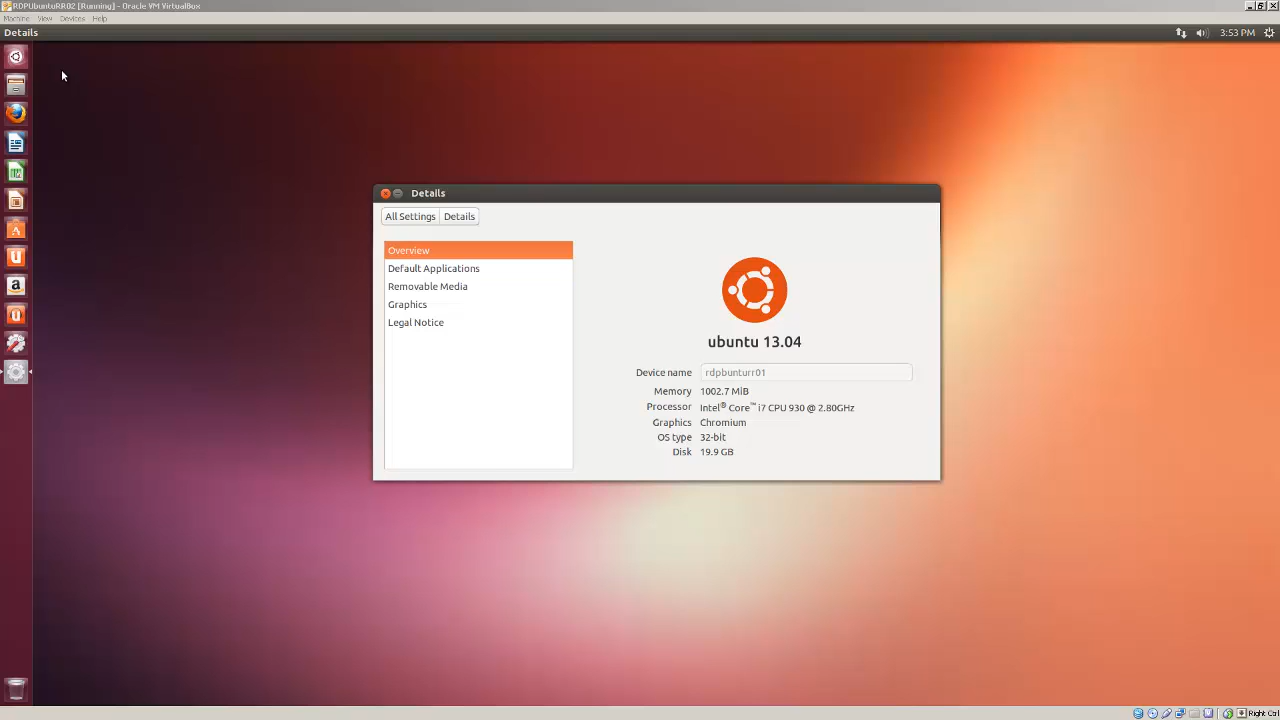 RDPUbuntuRR02 [Running] - Oracle VM VirtualBox
Machine View Devices Help
Details
3:53 PM
Details
All Settings Details
Overview
Default Applications
Removable Media
Graphics
Legal Notice
ubuntu 13.04
Device name rdpbunturr01
Memory 1002.7 MiB
Processor Intel® Core™ i7 CPU 930 @ 2.80GHz
Graphics Chromium
OS type 32-bit
Disk 19.9 GB
Right